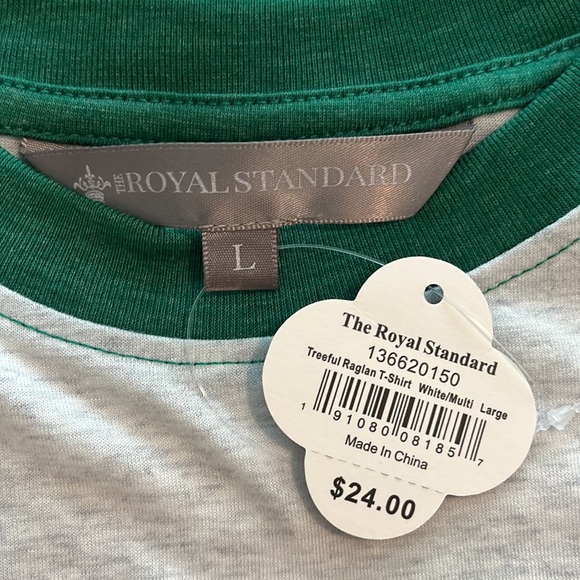 THE ROYAL STANDARD
L
The Royal Standard
136620150
Treeful Raglan T-Shirt White/Multi Large
1 91080 08185 7
Made In China
$24.00